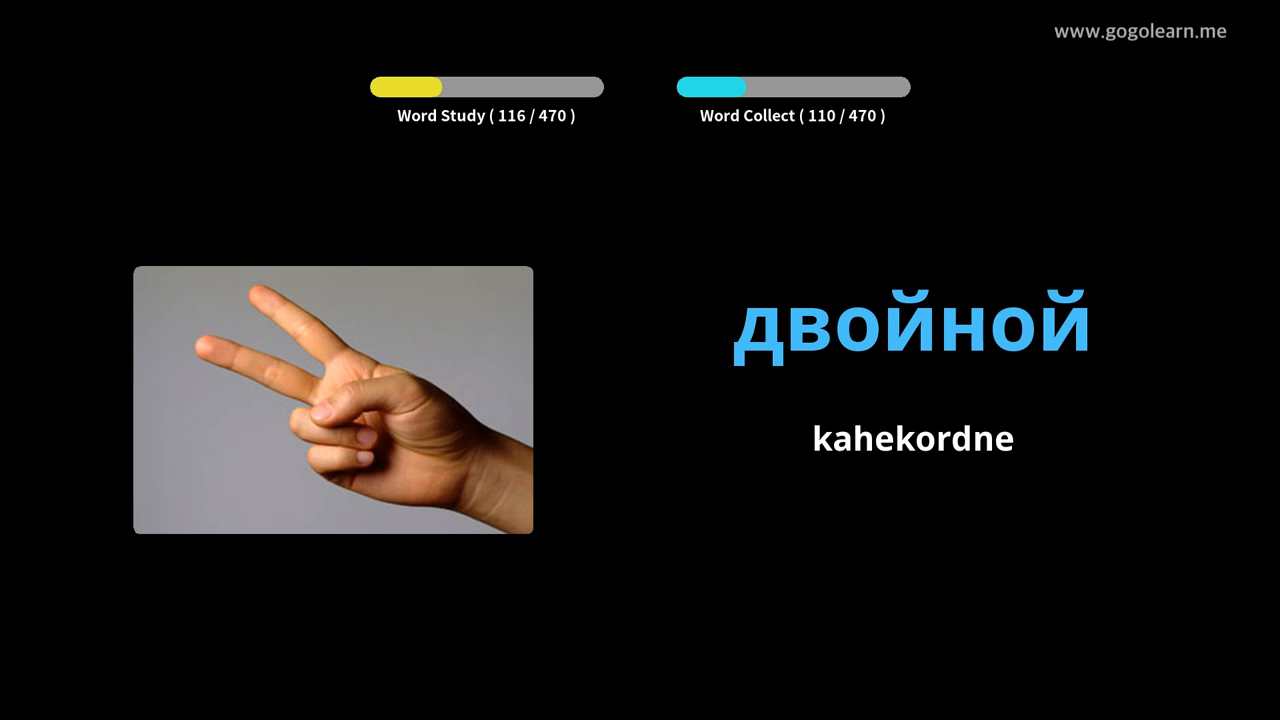 www.gogolearn.me
Word Study ( 116 / 470 )
Word Collect ( 110 / 470 )
двойной
kahekordne